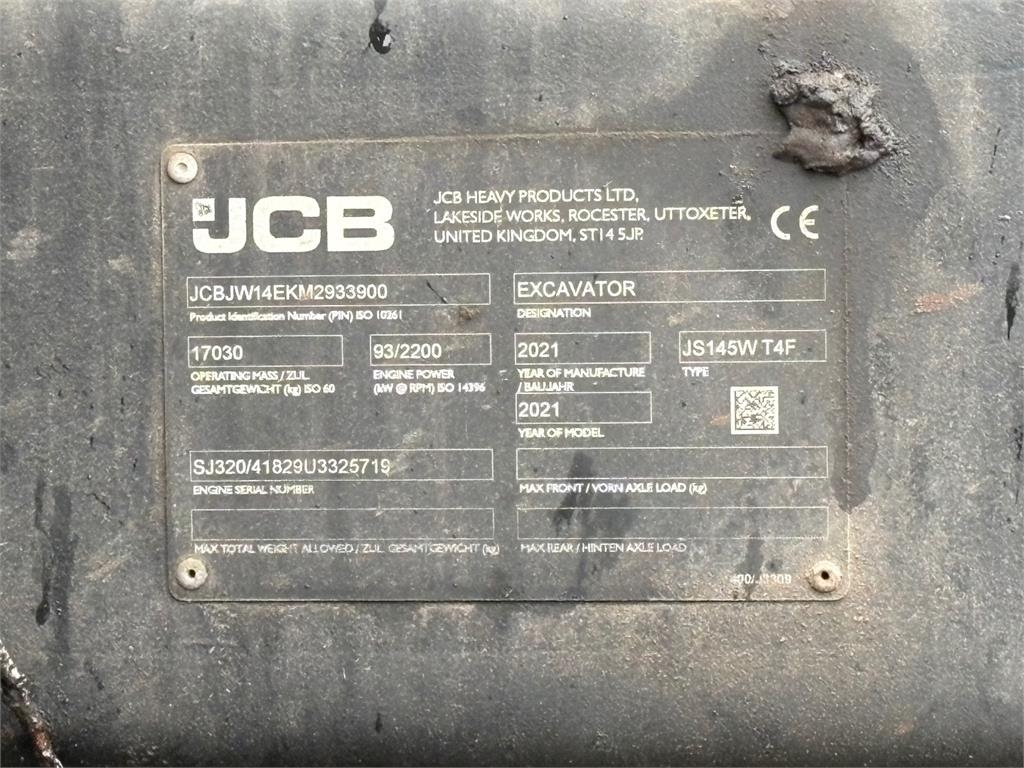 JCB
JCB HEAVY PRODUCTS LTD,
LAKESIDE WORKS, ROCESTER, UTTOXETER,
UNITED KINGDOM, ST14 5JP.
CE
JCBJW14EKM2933900
Product Identification Number (PIN) ISO 10261
EXCAVATOR
DESIGNATION
17030
OPERATING MASS / ZUL
GESAMTGEWICHT (kg) ISO 60
93/2200
ENGINE POWER
(kW @ RPM) ISO 14396
2021
YEAR OF MANUFACTURE
/ BAUJAHR
JS145W T4F
TYPE
2021
YEAR OF MODEL
SJ320/41829U3325719
ENGINE SERIAL NUMBER
MAX FRONT / VORN AXLE LOAD (kg)
MAX TOTAL WEIGHT ALLOWED / ZUL GESAMTGEWICHT (kg)
MAX REAR / HINTEN AXLE LOAD